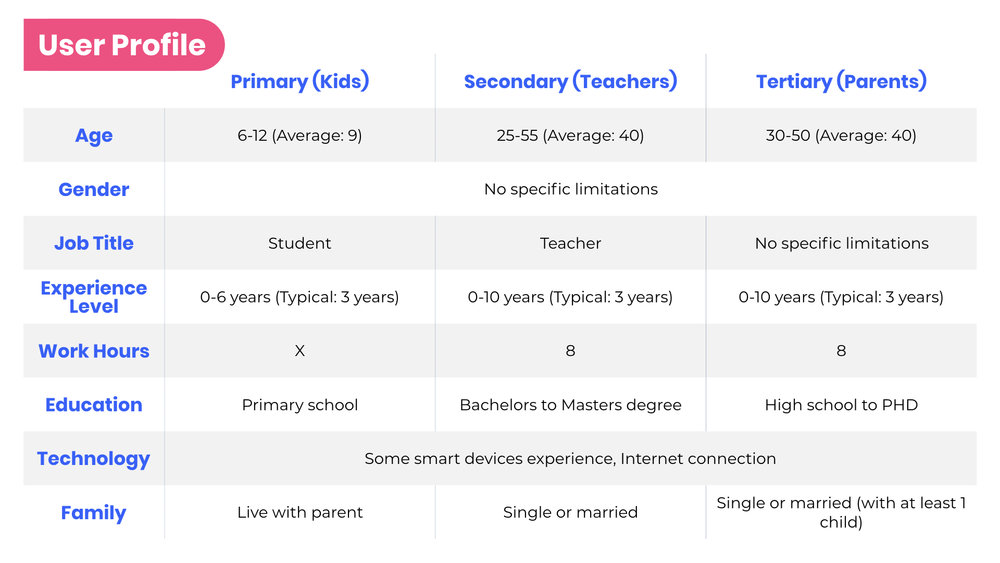 User Profile
Primary (Kids) Secondary (Teachers) Tertiary (Parents)
Age 6-12 (Average: 9) 25-55 (Average: 40) 30-50 (Average: 40)
Gender No specific limitations
Job Title Student Teacher No specific limitations
Experience
Level 0-6 years (Typical: 3 years) 0-10 years (Typical: 3 years) 0-10 years (Typical: 3 years)
Work Hours X 8 8
Education Primary school Bachelors to Masters degree High school to PHD
Technology Some smart devices experience, Internet connection
Family Live with parent Single or married Single or married (with at least 1
child)